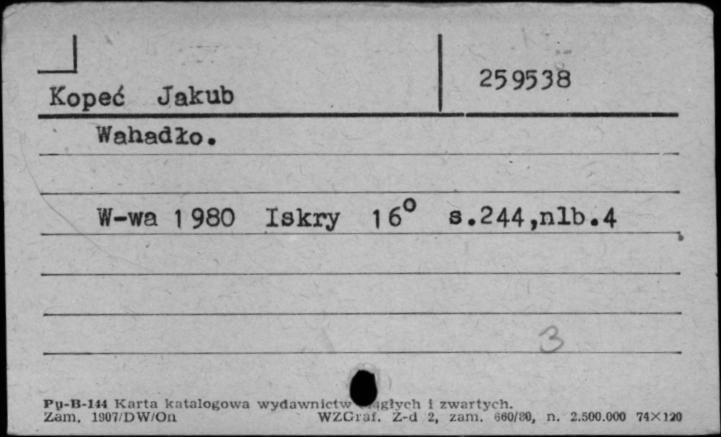 Kopeć Jakub 259538
Wahadło.
W-wa 1980 Iskry 16° s.244,nlb.4
3
Pu-B-144 Karta katalogowa wydawnictw ciągłych i zwartych.
Zam. 1907/DW/On WZGraf. Z-d 2, zam. 660/80, n. 2.500.000 74×120